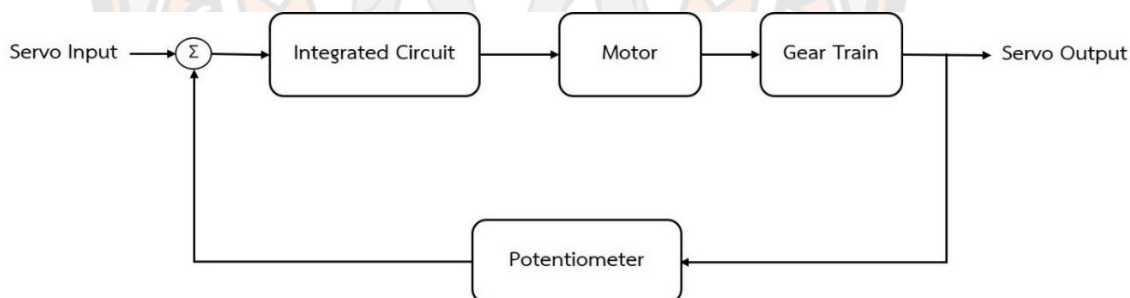 Servo Input
Σ
Integrated Circuit
Motor
Gear Train
Servo Output
Potentiometer